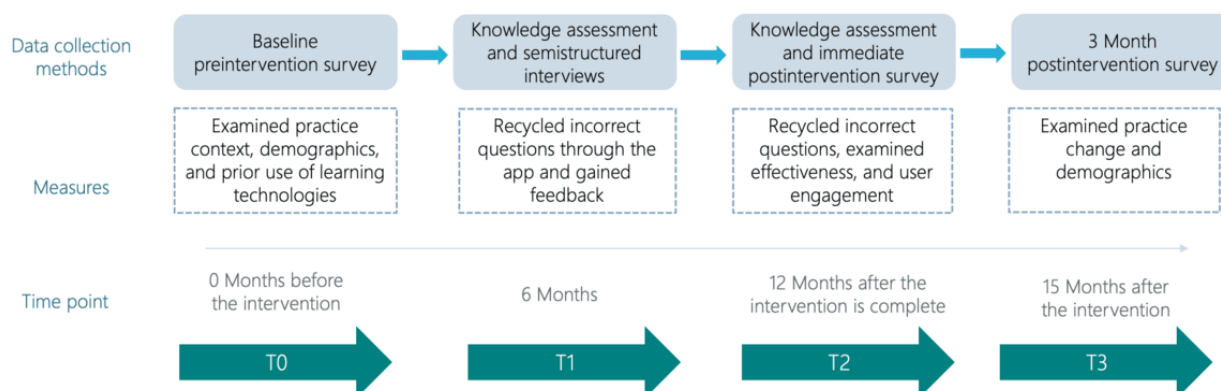 Data collection
methods
Baseline
preintervention survey
Knowledge assessment
and semistructured
interviews
Knowledge assessment
and immediate
postintervention survey
3 Month
postintervention survey
Measures
Examined practice
context, demographics,
and prior use of learning
technologies
Recycled incorrect
questions through the
app and gained
feedback
Recycled incorrect
questions, examined
effectiveness, and user
engagement
Examined practice
change and
demographics
Time point
0 Months before
the intervention
6 Months
12 Months after the
intervention is complete
15 Months after
the intervention
T0
T1
T2
T3